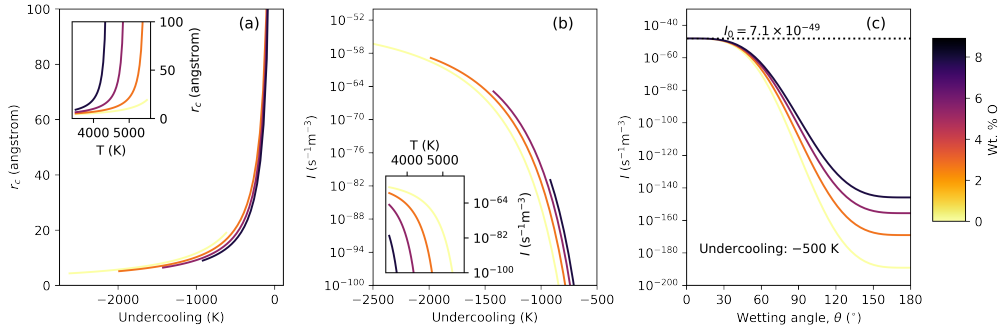 (a)
100
80
60
40
20
0
r_c (angstrom)
−2000
−1000
0
Undercooling (K)
100
50
0
r_c (angstrom)
4000 5000
T (K)
(b)
10^−52
10^−58
10^−64
10^−70
10^−76
10^−82
10^−88
10^−94
10^−100
I (s^−1m^−3)
−2500
−2000
−1500
−1000
−500
Undercooling (K)
T (K)
4000 5000
10^−64
10^−82
10^−100
I (s^−1m^−3)
(c)
I_0 = 7.1 × 10^−49
10^−40
10^−60
10^−80
10^−100
10^−120
10^−140
10^−160
10^−180
10^−200
I (s^−1m^−3)
Undercooling: −500 K
0 30 60 90 120 150 180
Wetting angle, θ (°)
8
6
4
2
0
Wt. % O